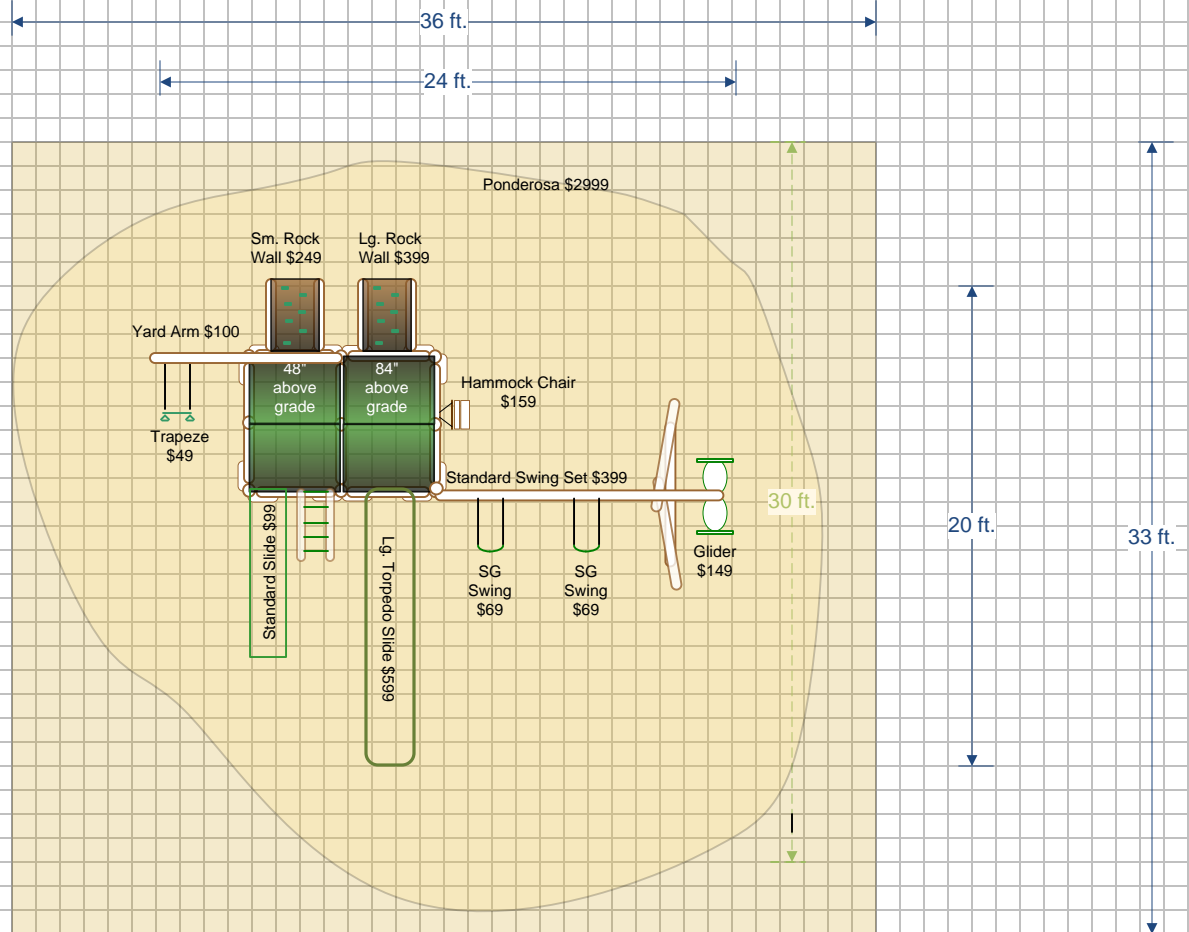 36 ft.
24 ft.
Ponderosa $2999
Sm. Rock
Wall $249
Lg. Rock
Wall $399
Yard Arm $100
48"
above
grade
84"
above
grade
Hammock Chair
$159
Trapeze
$49
Standard Swing Set $399
Standard Slide $99
Lg. Torpedo Slide $599
SG
Swing
$69
SG
Swing
$69
Glider
$149
30 ft.
20 ft.
33 ft.